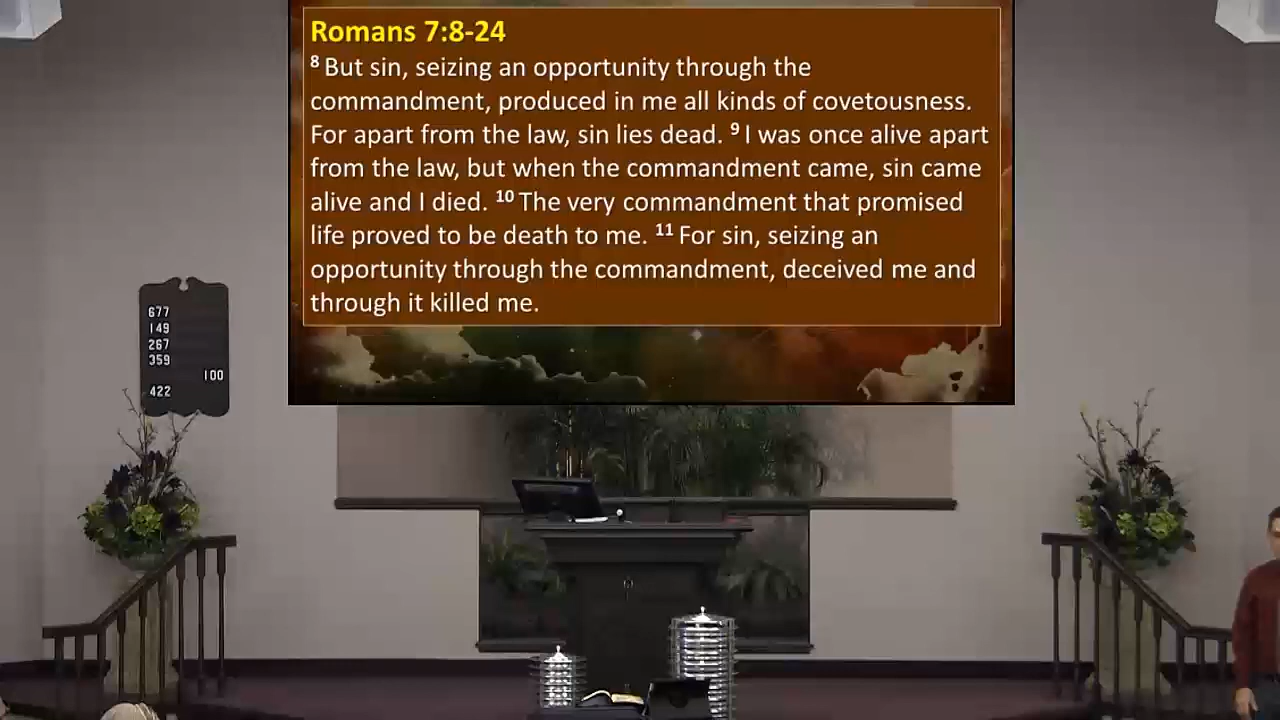 Romans 7:8-24
8 But sin, seizing an opportunity through the
commandment, produced in me all kinds of covetousness.
For apart from the law, sin lies dead. 9 I was once alive apart
from the law, but when the commandment came, sin came
alive and I died. 10 The very commandment that promised
life proved to be death to me. 11 For sin, seizing an
opportunity through the commandment, deceived me and
through it killed me.
677
149
267
359
100
422